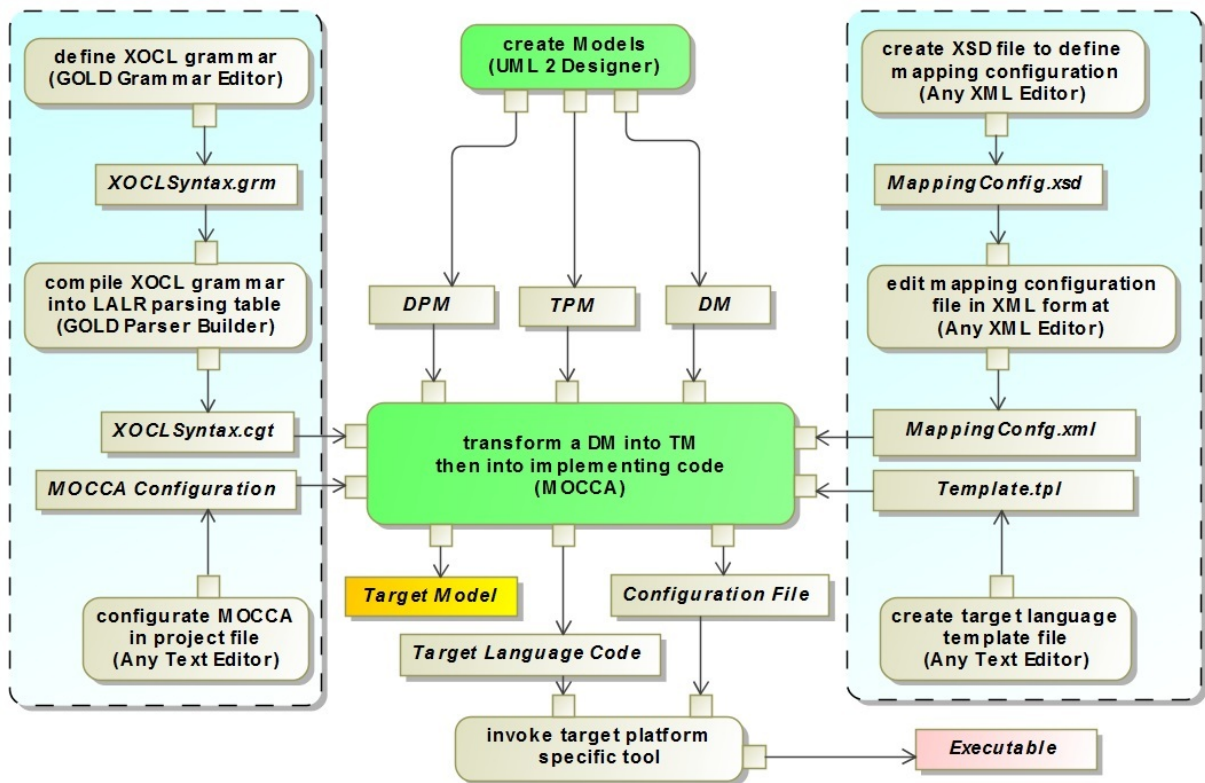 define XOCL grammar
(GOLD Grammar Editor)
XOCLSyntax.grm
compile XOCL grammar
into LALR parsing table
(GOLD Parser Builder)
XOCLSyntax.cgt
MOCCA Configuration
configurate MOCCA
in project file
(Any Text Editor)
create Models
(UML 2 Designer)
DPM
TPM
DM
transform a DM into TM
then into implementing code
(MOCCA)
Target Model
Configuration File
Target Language Code
invoke target platform
specific tool
Executable
create XSD file to define
mapping configuration
(Any XML Editor)
MappingConfig.xsd
edit mapping configuration
file in XML format
(Any XML Editor)
MappingConfg.xml
Template.tpl
create target language
template file
(Any Text Editor)